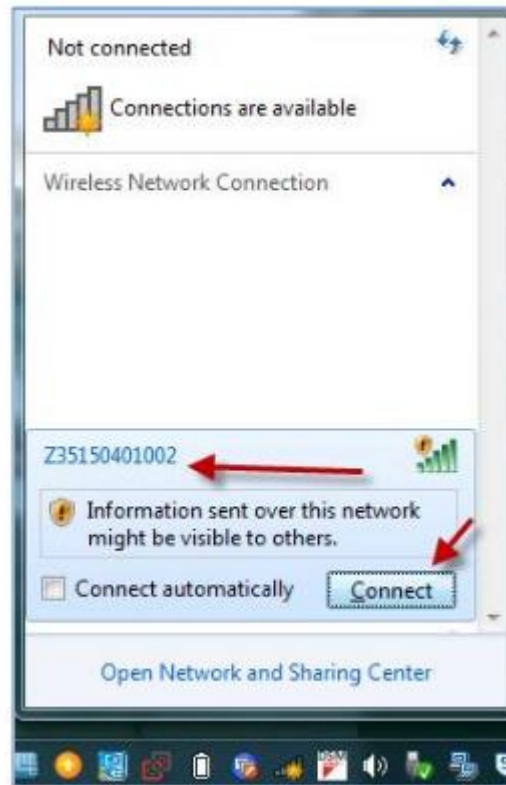 Not connected
Connections are available
Wireless Network Connection
Z35150401002
Information sent over this network
might be visible to others.
Connect automatically
Connect
Open Network and Sharing Center